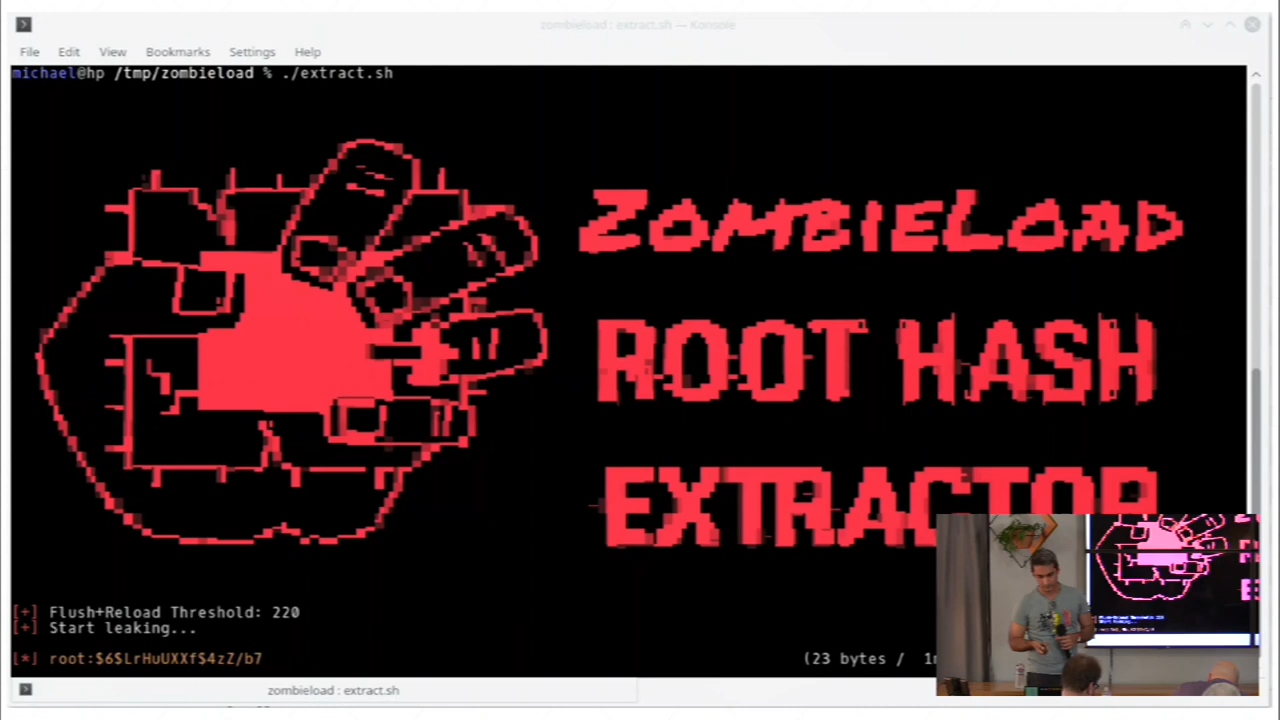 zombieload : extract.sh — Konsole
File Edit View Bookmarks Settings Help
michael@hp /tmp/zombieload % ./extract.sh
ZOMBIELOAD
ROOT HASH
EXTRACTOR
[+] Flush+Reload Threshold: 220
[+] Start leaking...
[*] root:$6$LrHuUXXf$4zZ/b7 (23 bytes /
zombieload : extract.sh